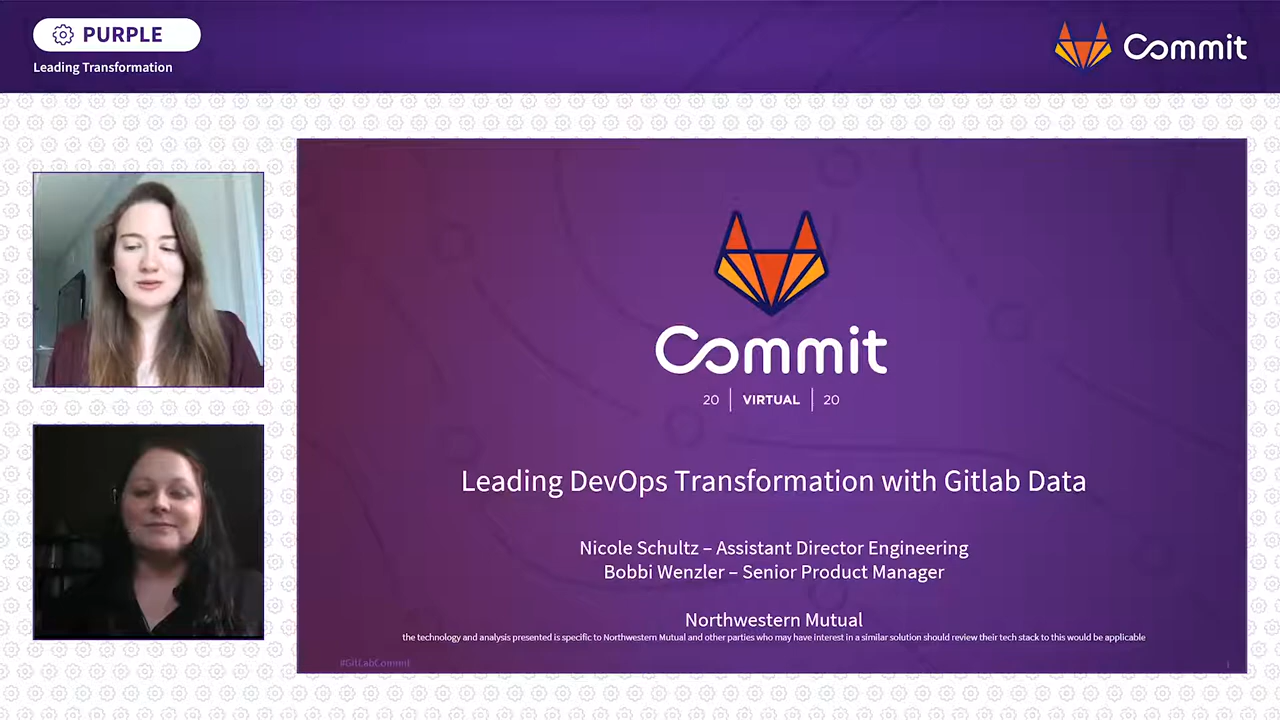 PURPLE
Leading Transformation
Commit
Commit
20 | VIRTUAL | 20
Leading DevOps Transformation with Gitlab Data
Nicole Schultz – Assistant Director Engineering
Bobbi Wenzler – Senior Product Manager
Northwestern Mutual
the technology and analysis presented is specific to Northwestern Mutual and other parties who may have interest in a similar solution should review their tech stack to this would be applicable
#GitLabCommit
1